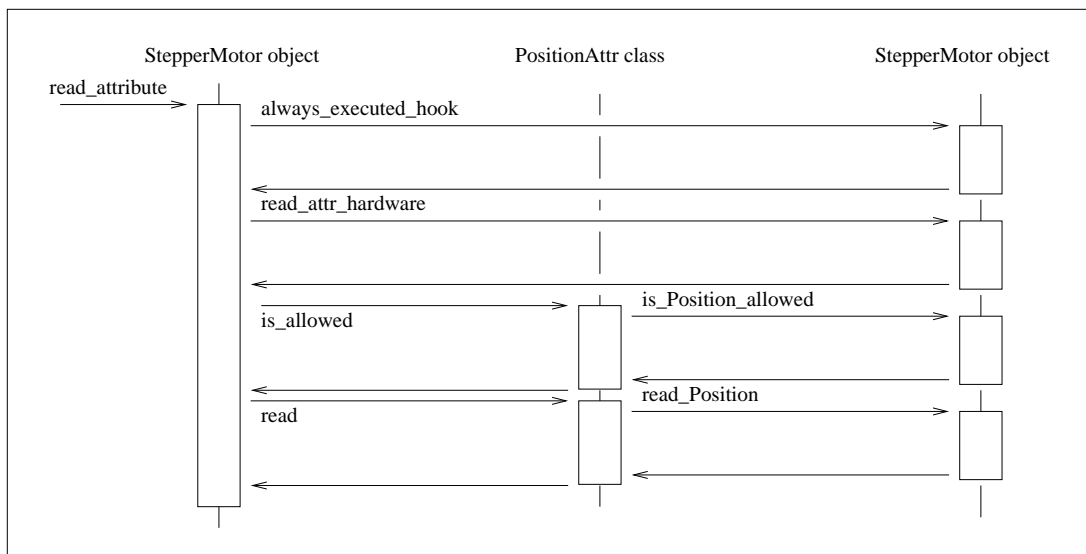 StepperMotor object
PositionAttr class
StepperMotor object
read_attribute
always_executed_hook
read_attr_hardware
is_allowed
is_Position_allowed
read
read_Position